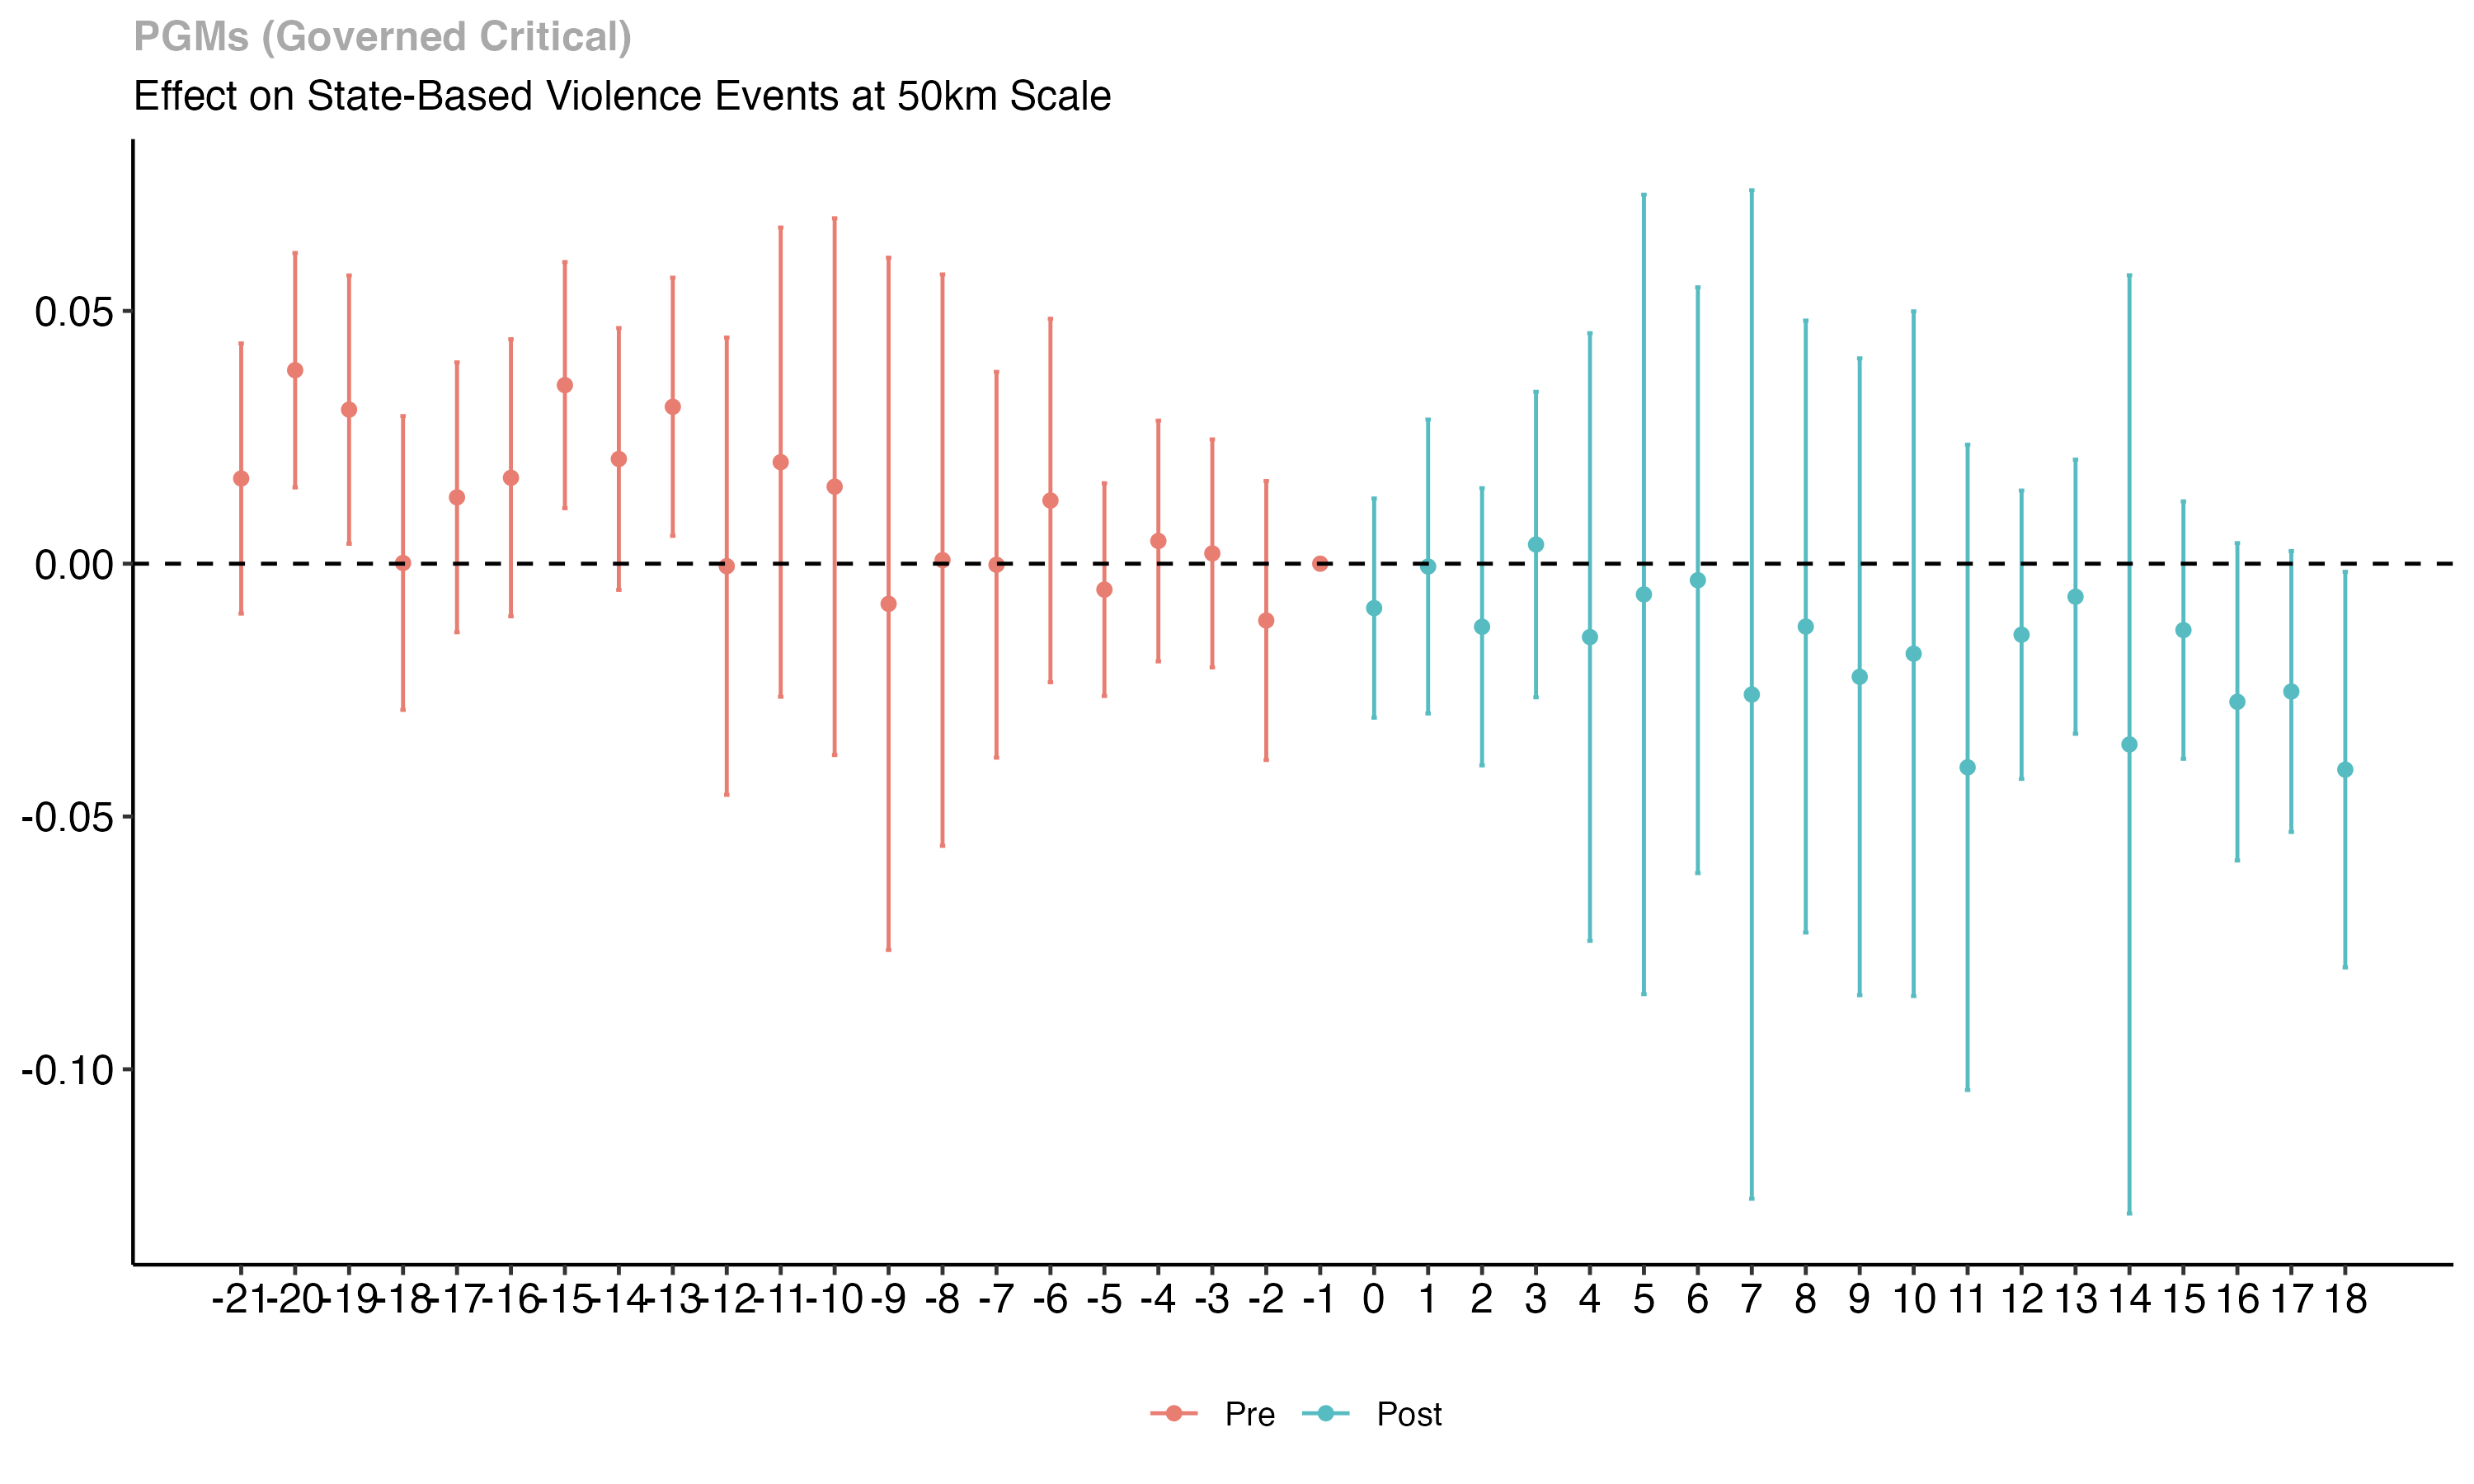 PGMs (Governed Critical)
Effect on State-Based Violence Events at 50km Scale
0.05
0.00
-0.05
-0.10
-21 -20 -19 -18 -17 -16 -15 -14 -13 -12 -11 -10 -9 -8 -7 -6 -5 -4 -3 -2 -1 0 1 2 3 4 5 6 7 8 9 10 11 12 13 14 15 16 17 18
Pre Post